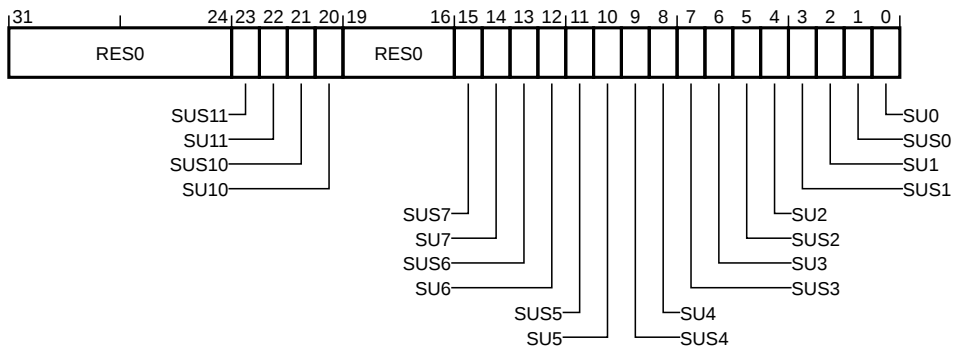 31 24 23 22 21 20 19 16 15 14 13 12 11 10 9 8 7 6 5 4 3 2 1 0
RES0 RES0
SUS11 SU0
SU11 SUS0
SUS10 SU1
SU10 SUS1
SUS7 SU2
SU7 SUS2
SUS6 SU3
SU6 SUS3
SUS5 SU4
SU5 SUS4